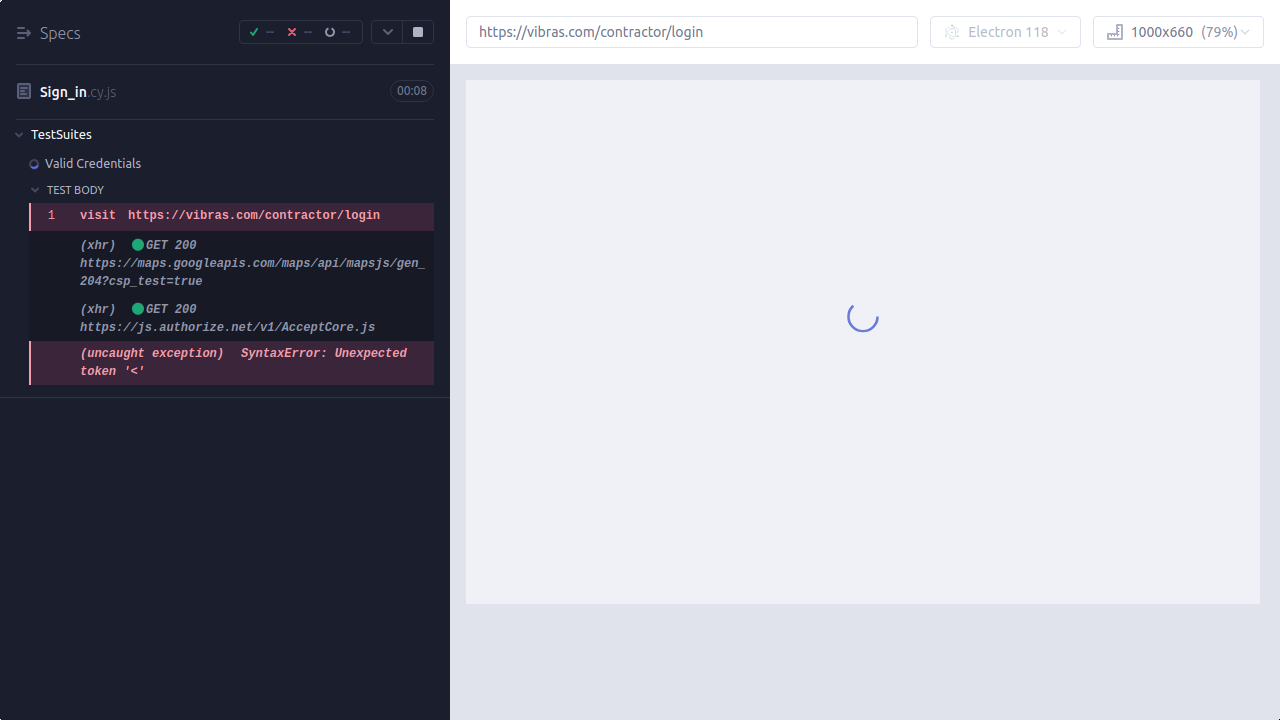 Specs
--
--
--
Sign_in.cy.js
00:08
TestSuites
Valid Credentials
TEST BODY
1 visit https://vibras.com/contractor/login
(xhr) GET 200
https://maps.googleapis.com/maps/api/mapsjs/gen_
204?csp_test=true
(xhr) GET 200
https://js.authorize.net/v1/AcceptCore.js
(uncaught exception) SyntaxError: Unexpected
token '<'
https://vibras.com/contractor/login
Electron 118
1000x660 (79%)